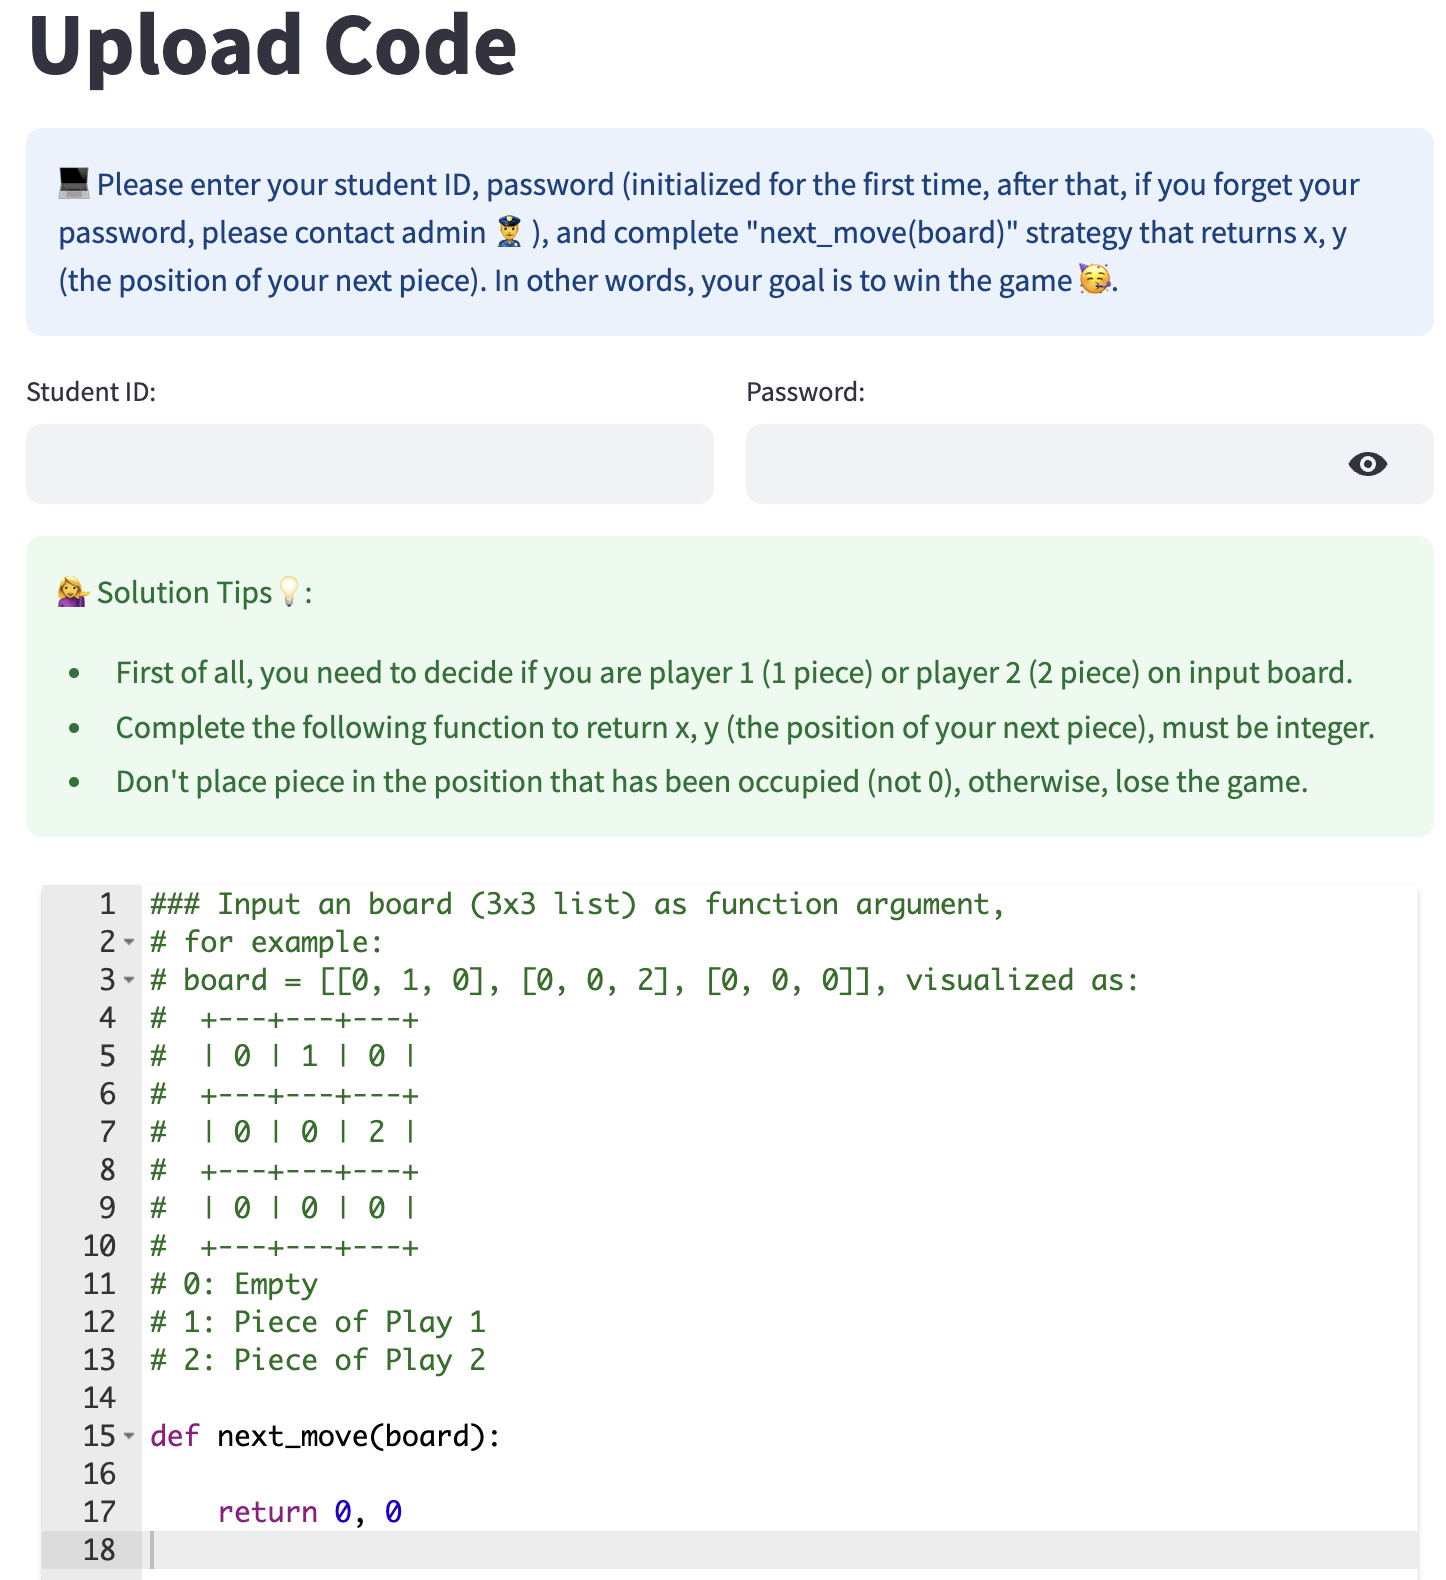 Upload Code
💻 Please enter your student ID, password (initialized for the first time, after that, if you forget your
password, please contact admin 👮 ), and complete "next_move(board)" strategy that returns x, y
(the position of your next piece). In other words, your goal is to win the game 🥳.
Student ID:
Password:
💁‍♀️ Solution Tips💡:
• First of all, you need to decide if you are player 1 (1 piece) or player 2 (2 piece) on input board.
• Complete the following function to return x, y (the position of your next piece), must be integer.
• Don't place piece in the position that has been occupied (not 0), otherwise, lose the game.
1 ### Input an board (3x3 list) as function argument,
2 # for example:
3 # board = [[0, 1, 0], [0, 0, 2], [0, 0, 0]], visualized as:
4 #  +---+---+---+
5 #  | 0 | 1 | 0 |
6 #  +---+---+---+
7 #  | 0 | 0 | 2 |
8 #  +---+---+---+
9 #  | 0 | 0 | 0 |
10 #  +---+---+---+
11 # 0: Empty
12 # 1: Piece of Play 1
13 # 2: Piece of Play 2
14
15 def next_move(board):
16
17     return 0, 0
18